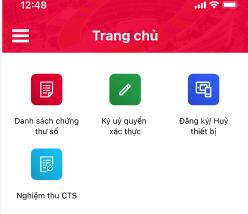 12:48
Trang chủ
Danh sách chứng
thư số
Ký uỷ quyền
xác thực
Đăng ký/ Huỷ
thiết bị
Nghiệm thu CTS